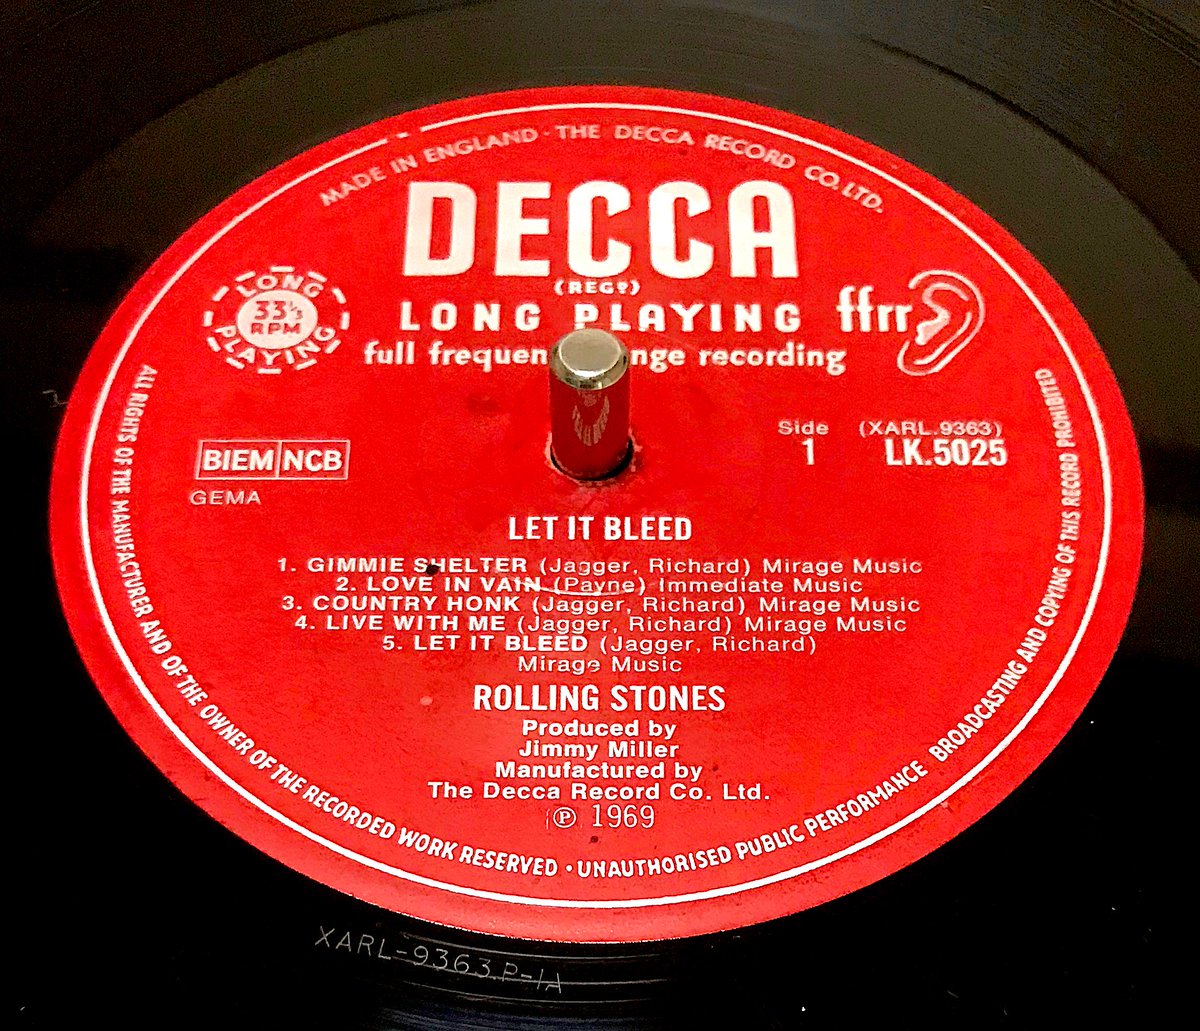 MADE IN ENGLAND · THE DECCA RECORD CO. LTD.
DECCA
(REGD)
LONG PLAYING
ffrr
full frequen nge recording
LONG
33⅓
RPM
PLAYING
BIEM NCB
GEMA
Side
1
(XARL.9363)
LK.5025
LET IT BLEED
1. GIMMIE SHELTER (Jagger, Richard) Mirage Music
2. LOVE IN VAIN (Payne) Immediate Music
3. COUNTRY HONK (Jagger, Richard) Mirage Music
4. LIVE WITH ME (Jagger, Richard) Mirage Music
5. LET IT BLEED (Jagger, Richard)
Mirage Music
ROLLING STONES
Produced by
Jimmy Miller
Manufactured by
The Decca Record Co. Ltd.
℗ 1969
ALL RIGHTS OF THE MANUFACTURER AND OF THE OWNER OF THE RECORDED WORK RESERVED · UNAUTHORISED PUBLIC PERFORMANCE BROADCASTING AND COPYING OF THIS RECORD PROHIBITED
XARL-9363.P-1A